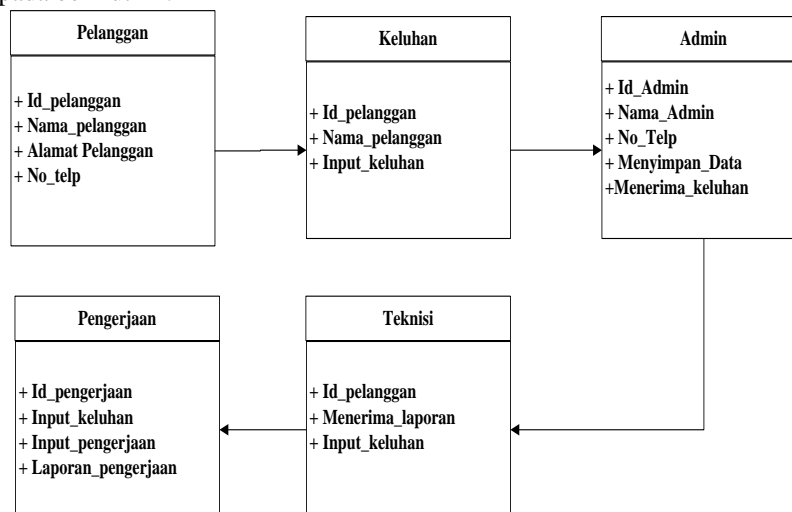 Pelanggan
+ Id_pelanggan
+ Nama_pelanggan
+ Alamat Pelanggan
+ No_telp
Keluhan
+ Id_pelanggan
+ Nama_pelanggan
+ Input_keluhan
Admin
+ Id_Admin
+ Nama_Admin
+ No_Telp
+ Menyimpan_Data
+Menerima_keluhan
Pengerjaan
+ Id_pengerjaan
+ Input_keluhan
+ Input_pengerjaan
+ Laporan_pengerjaan
Teknisi
+ Id_pelanggan
+ Menerima_laporan
+ Input_keluhan